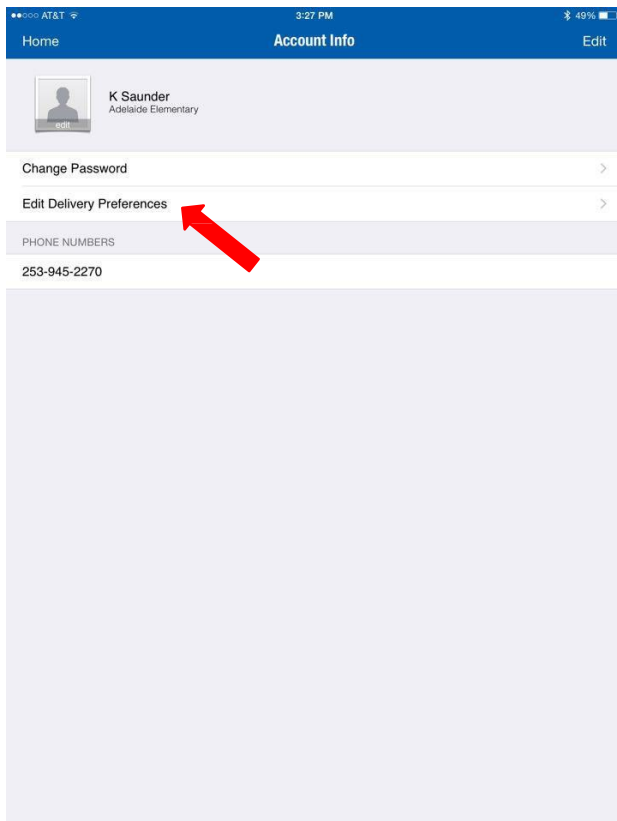 AT&T 3:27 PM 49%
Home Account Info Edit
K Saunder
Adelaide Elementary
edit
Change Password
Edit Delivery Preferences
PHONE NUMBERS
253-945-2270